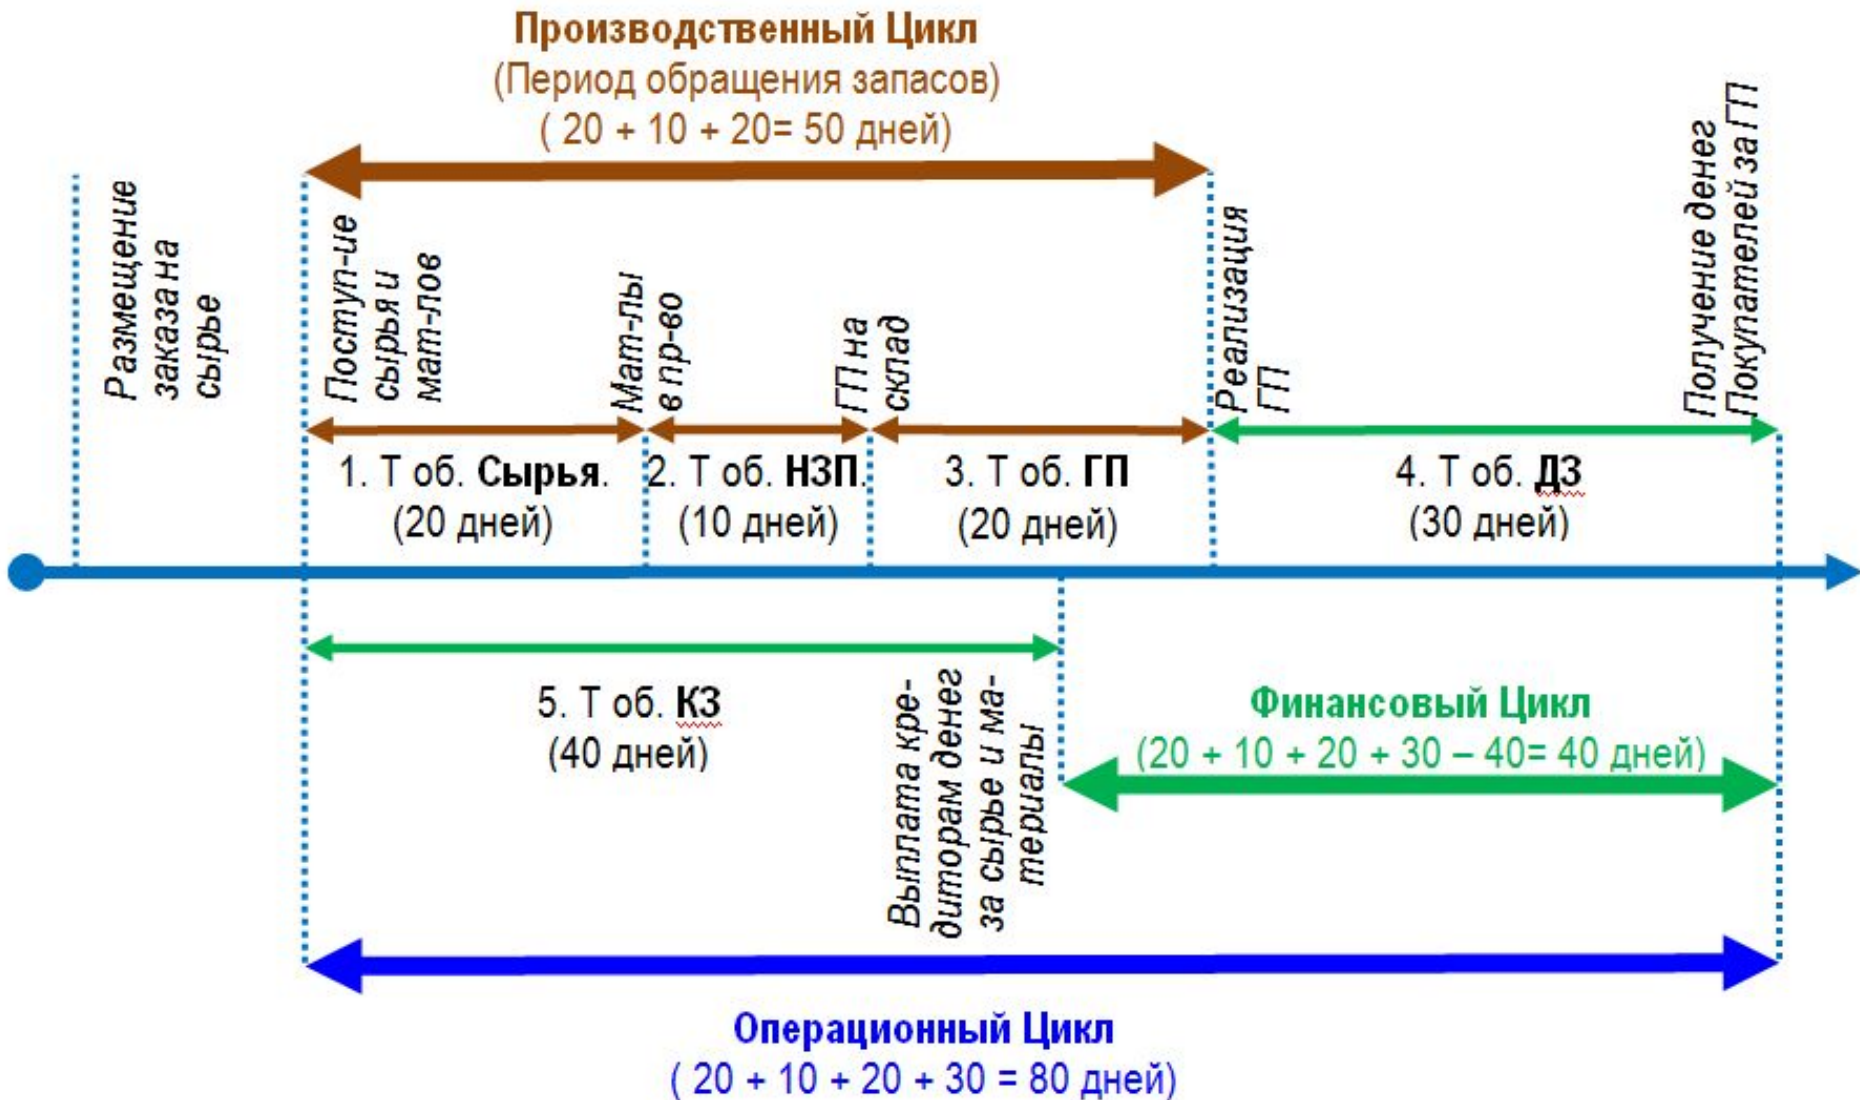 Производственный Цикл
(Период обращения запасов)
( 20 + 10 + 20= 50 дней)
Размещение
заказа на
сырье
Поступ-ие
сырья и
мат-лов
Мат-лы
в пр-во
ГП на
склад
Реализация
ГП
Получение денег
Покупателей за ГП
1. Т об. Сырья.
(20 дней)
2. Т об. НЗП.
(10 дней)
3. Т об. ГП
(20 дней)
4. Т об. ДЗ
(30 дней)
5. Т об. КЗ
(40 дней)
Выплата кре-
диторам денег
за сырье и ма-
териалы
Финансовый Цикл
(20 + 10 + 20 + 30 – 40= 40 дней)
Операционный Цикл
( 20 + 10 + 20 + 30 = 80 дней)